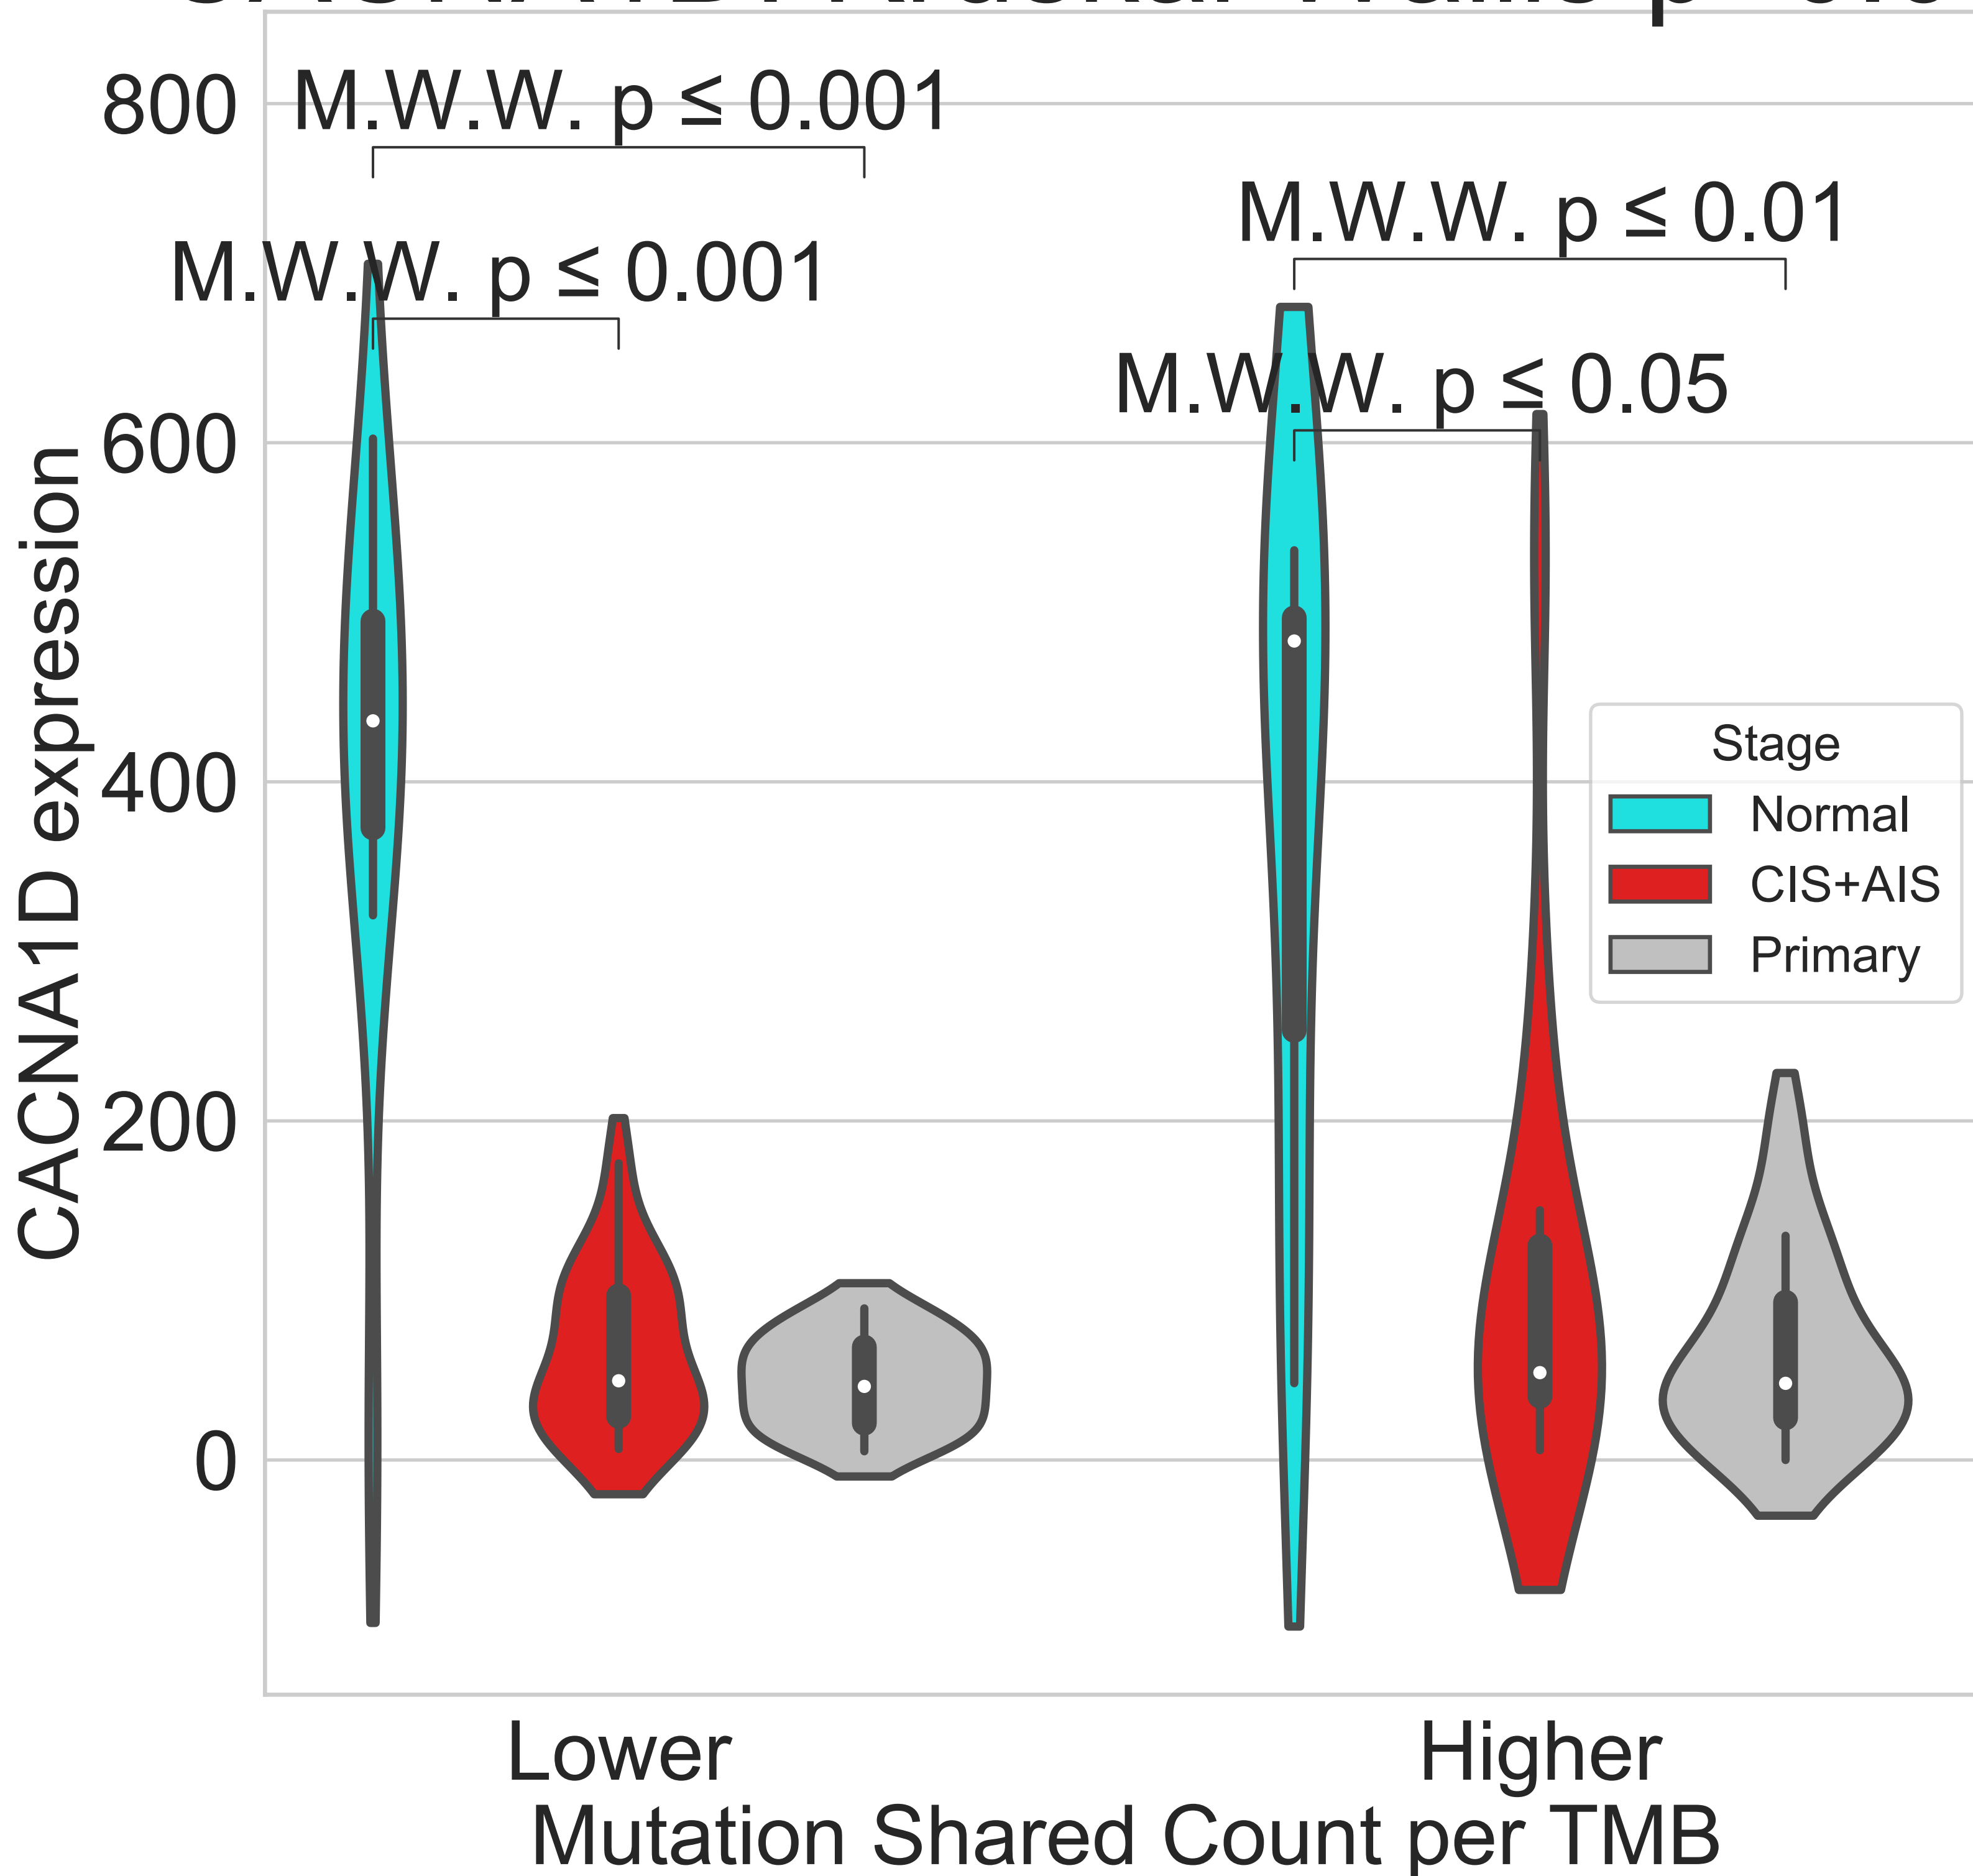 800
M.W.W. p ≤ 0.001
M.W.W. p ≤ 0.01
M.W.W. p ≤ 0.001
M.W.W. p ≤ 0.05
600
400
200
0
CACNA1D expression
Stage
Normal
CIS+AIS
Primary
Lower
Higher
Mutation Shared Count per TMB